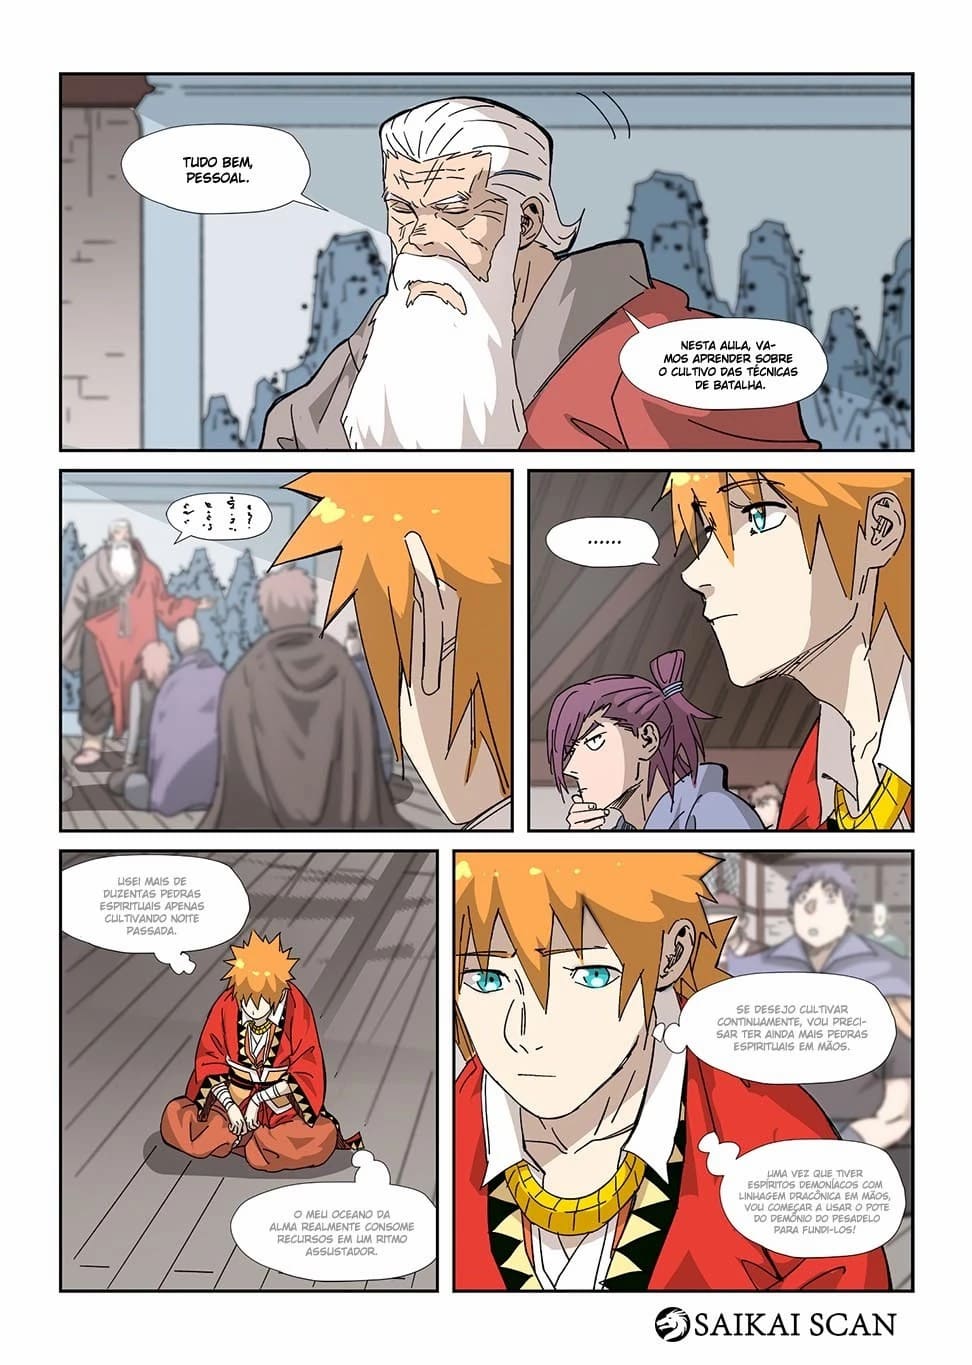 TUDO BEM,
PESSOAL.
NESTA AULA, VA-
MOS APRENDER SOBRE
O CULTIVO DAS TÉCNICAS
DE BATALHA.
......
USEI MAIS DE
DUZENTAS PEDRAS
ESPIRITUAIS APENAS
CULTIVANDO NOITE
PASSADA.
O MEU OCEANO DA
ALMA REALMENTE CONSOME
RECURSOS EM UM RITMO
ASSUSTADOR.
SE DESEJO CULTIVAR
CONTINUAMENTE, VOU PRECI-
SAR TER AINDA MAIS PEDRAS
ESPIRITUAIS EM MÃOS.
UMA VEZ QUE TIVER
ESPÍRITOS DEMONÍACOS COM
LINHAGEM DRACÔNICA EM MÃOS,
VOU COMEÇAR A USAR O POTE
DO DEMÔNIO DO PESADELO
PARA FUNDI-LOS!
SAIKAI SCAN